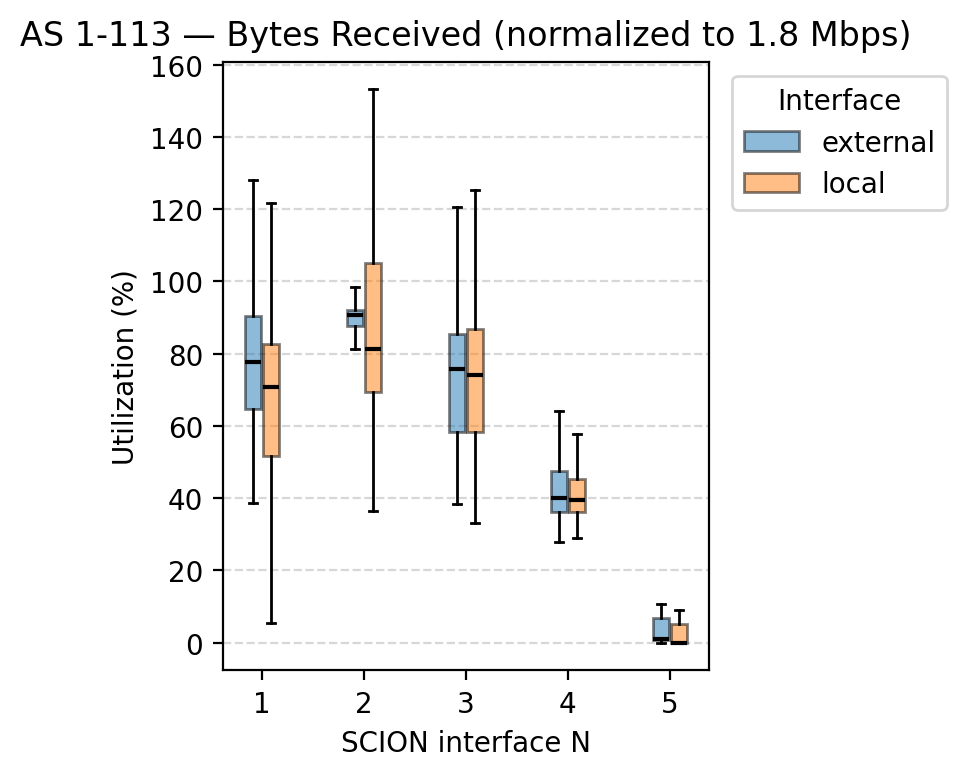 AS 1-113 — Bytes Received (normalized to 1.8 Mbps)
Interface
external
local
Utilization (%)
160
140
120
100
80
60
40
20
0
1 2 3 4 5
SCION interface N